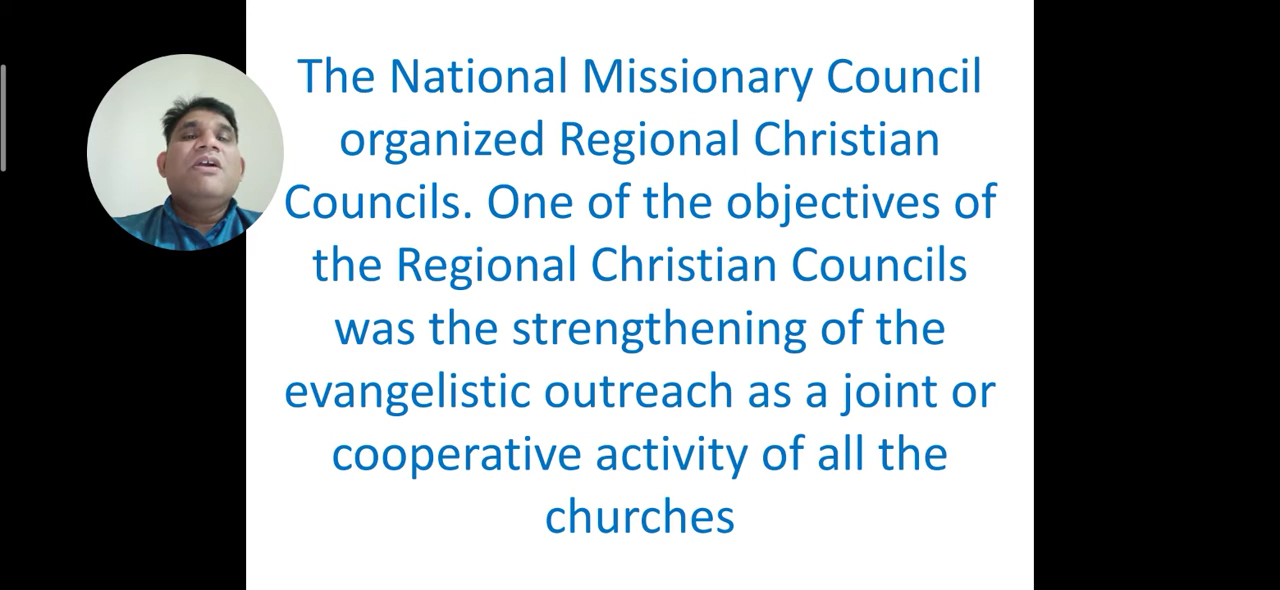 The National Missionary Council
organized Regional Christian
Councils. One of the objectives of
the Regional Christian Councils
was the strengthening of the
evangelistic outreach as a joint or
cooperative activity of all the
churches